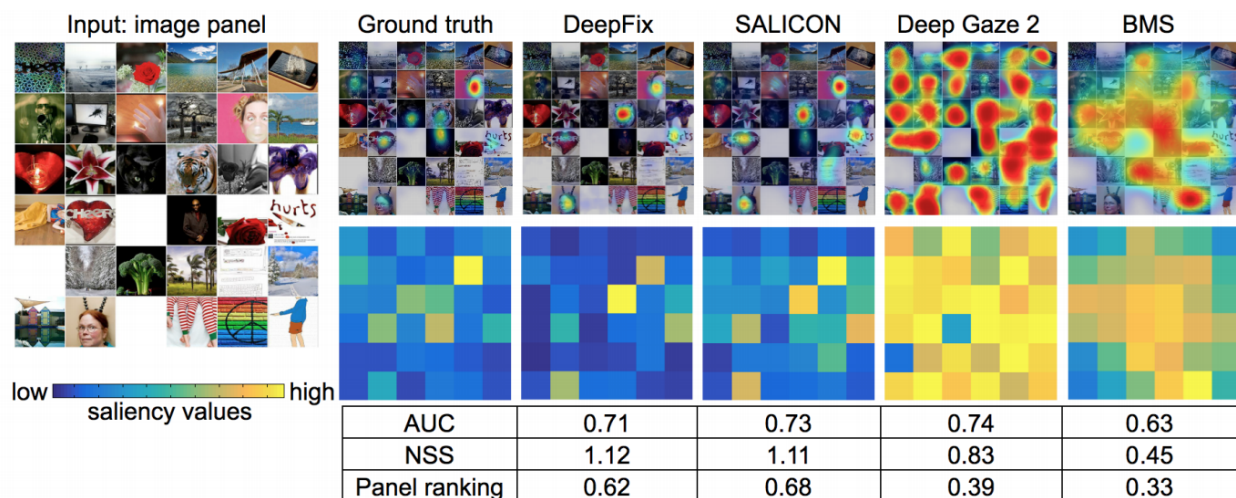 Input: image panel Ground truth DeepFix SALICON Deep Gaze 2 BMS
CHEER
hurts
low high
saliency values
AUC 0.71 0.73 0.74 0.63
NSS 1.12 1.11 0.83 0.45
Panel ranking 0.62 0.68 0.39 0.33